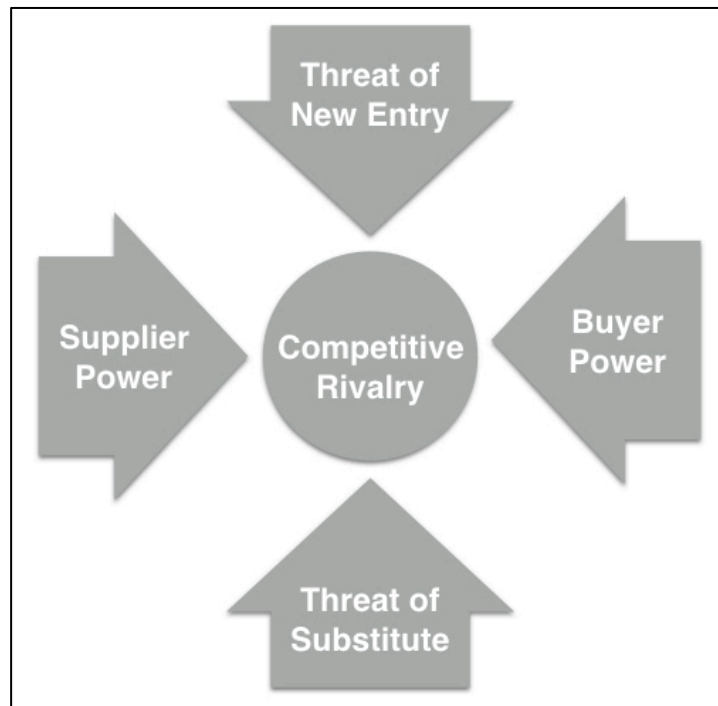 Threat of
New Entry
Supplier
Power
Competitive
Rivalry
Buyer
Power
Threat of
Substitute